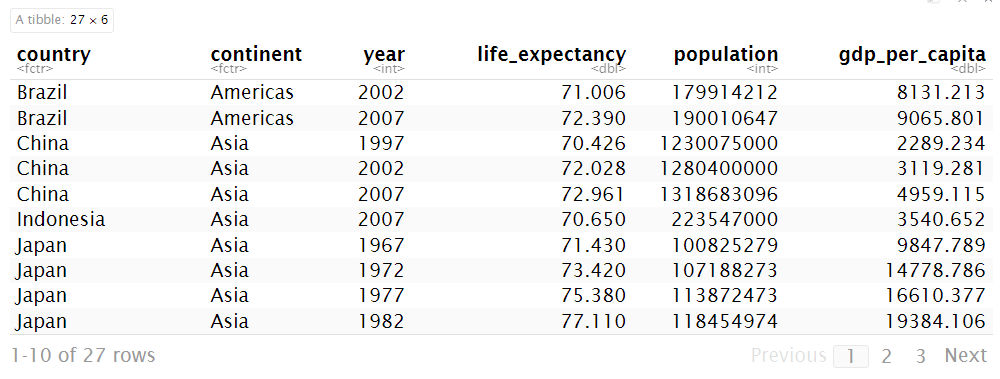 A tibble: 27 × 6
country continent year life_expectancy population gdp_per_capita
<fctr> <fctr> <int> <dbl> <int> <dbl>
Brazil Americas 2002 71.006 179914212 8131.213
Brazil Americas 2007 72.390 190010647 9065.801
China Asia 1997 70.426 1230075000 2289.234
China Asia 2002 72.028 1280400000 3119.281
China Asia 2007 72.961 1318683096 4959.115
Indonesia Asia 2007 70.650 223547000 3540.652
Japan Asia 1967 71.430 100825279 9847.789
Japan Asia 1972 73.420 107188273 14778.786
Japan Asia 1977 75.380 113872473 16610.377
Japan Asia 1982 77.110 118454974 19384.106
1-10 of 27 rows Previous 1 2 3 Next